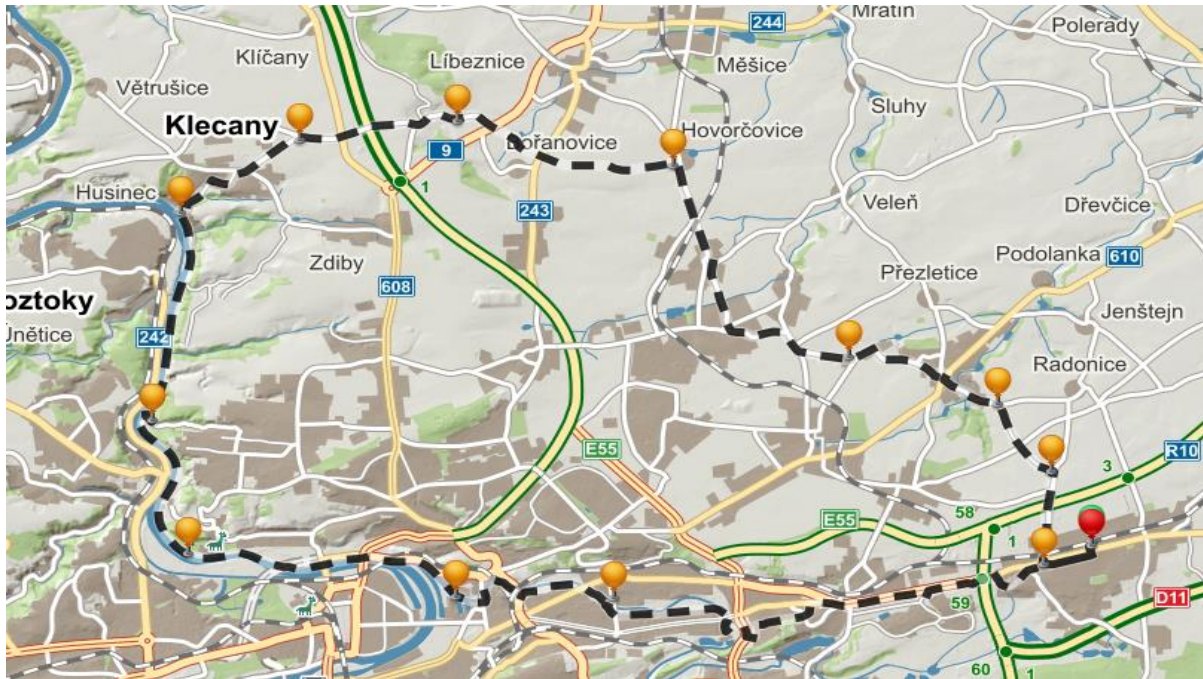 244
Mratín
Polerady
Klíčany
Líbeznice
Měšice
Větrušice
Sluhy
Klecany
Hovorčovice
9
Bořanovice
1
Husinec
Veleň
Dřevčice
243
Zdiby
Podolanka
610
Přezletice
608
oztoky
Únětice
242
Jenštejn
Radonice
E55
R10
3
58
E55
1
59
D11
60
1